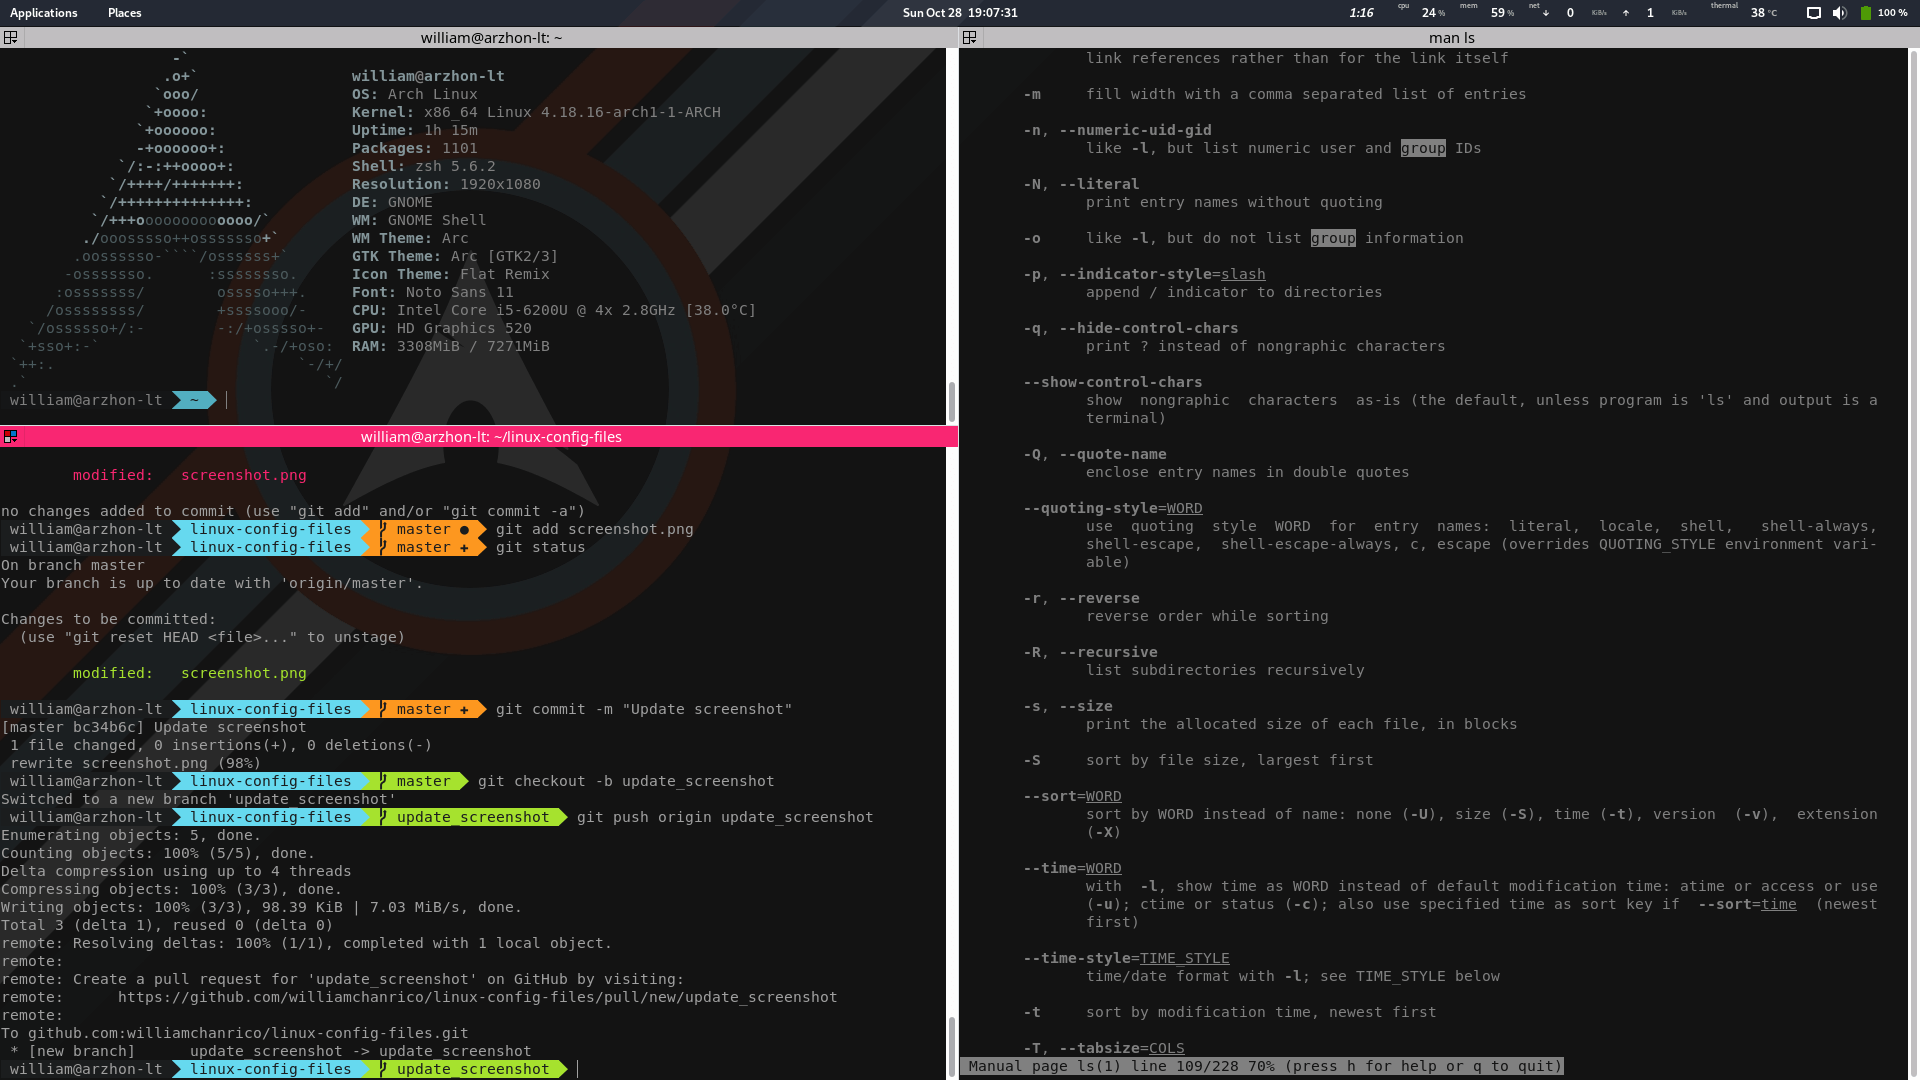 Applications Places Sun Oct 28 19:07:31 1:16 cpu 24 % mem 59 % net ↓ 0 KiB/s ↑ 1 KiB/s thermal 38 °C 100 %
william@arzhon-lt: ~
                   -`
                  .o+`                 william@arzhon-lt
                 `ooo/                 OS: Arch Linux
                `+oooo:                Kernel: x86_64 Linux 4.18.16-arch1-1-ARCH
               `+oooooo:               Uptime: 1h 15m
               -+oooooo+:              Packages: 1101
             `/:-:++oooo+:             Shell: zsh 5.6.2
            `/++++/+++++++:            Resolution: 1920x1080
           `/++++++++++++++:           DE: GNOME
          `/+++ooooooooooooo/`         WM: GNOME Shell
         ./ooosssso++osssssso+`        WM Theme: Arc
        .oossssso-````/ossssss+`       GTK Theme: Arc [GTK2/3]
       -osssssso.      :ssssssso.      Icon Theme: Flat Remix
      :osssssss/        osssso+++.     Font: Noto Sans 11
     /ossssssss/        +ssssooo/-     CPU: Intel Core i5-6200U @ 4x 2.8GHz [38.0°C]
   `/ossssso+/:-        -:/+osssso+-   GPU: HD Graphics 520
  `+sso+:-`                 `.-/+oso:  RAM: 3308MiB / 7271MiB
 `++:.                           `-/+/
 .`                                 `/
william@arzhon-lt ~
william@arzhon-lt: ~/linux-config-files
modified:   screenshot.png
no changes added to commit (use "git add" and/or "git commit -a")
william@arzhon-lt linux-config-files master ● git add screenshot.png
william@arzhon-lt linux-config-files master + git status
On branch master
Your branch is up to date with 'origin/master'.
Changes to be committed:
(use "git reset HEAD <file>..." to unstage)
modified:   screenshot.png
william@arzhon-lt linux-config-files master + git commit -m "Update screenshot"
[master bc34b6c] Update screenshot
1 file changed, 0 insertions(+), 0 deletions(-)
rewrite screenshot.png (98%)
william@arzhon-lt linux-config-files master git checkout -b update_screenshot
Switched to a new branch 'update_screenshot'
william@arzhon-lt linux-config-files update_screenshot git push origin update_screenshot
Enumerating objects: 5, done.
Counting objects: 100% (5/5), done.
Delta compression using up to 4 threads
Compressing objects: 100% (3/3), done.
Writing objects: 100% (3/3), 98.39 KiB | 7.03 MiB/s, done.
Total 3 (delta 1), reused 0 (delta 0)
remote: Resolving deltas: 100% (1/1), completed with 1 local object.
remote:
remote: Create a pull request for 'update_screenshot' on GitHub by visiting:
remote:      https://github.com/williamchanrico/linux-config-files/pull/new/update_screenshot
remote:
To github.com:williamchanrico/linux-config-files.git
* [new branch]      update_screenshot -> update_screenshot
william@arzhon-lt linux-config-files update_screenshot
man ls
link references rather than for the link itself
-m     fill width with a comma separated list of entries
-n, --numeric-uid-gid
like -l, but list numeric user and group IDs
-N, --literal
print entry names without quoting
-o     like -l, but do not list group information
-p, --indicator-style=slash
append / indicator to directories
-q, --hide-control-chars
print ? instead of nongraphic characters
--show-control-chars
show  nongraphic  characters  as-is (the default, unless program is 'ls' and output is a
terminal)
-Q, --quote-name
enclose entry names in double quotes
--quoting-style=WORD
use  quoting  style  WORD  for  entry  names:  literal,  locale,  shell,   shell-always,
shell-escape,  shell-escape-always, c, escape (overrides QUOTING_STYLE environment vari-
able)
-r, --reverse
reverse order while sorting
-R, --recursive
list subdirectories recursively
-s, --size
print the allocated size of each file, in blocks
-S     sort by file size, largest first
--sort=WORD
sort by WORD instead of name: none (-U), size (-S), time (-t), version  (-v),  extension
(-X)
--time=WORD
with  -l, show time as WORD instead of default modification time: atime or access or use
(-u); ctime or status (-c); also use specified time as sort key if  --sort=time  (newest
first)
--time-style=TIME_STYLE
time/date format with -l; see TIME_STYLE below
-t     sort by modification time, newest first
-T, --tabsize=COLS
Manual page ls(1) line 109/228 70% (press h for help or q to quit)